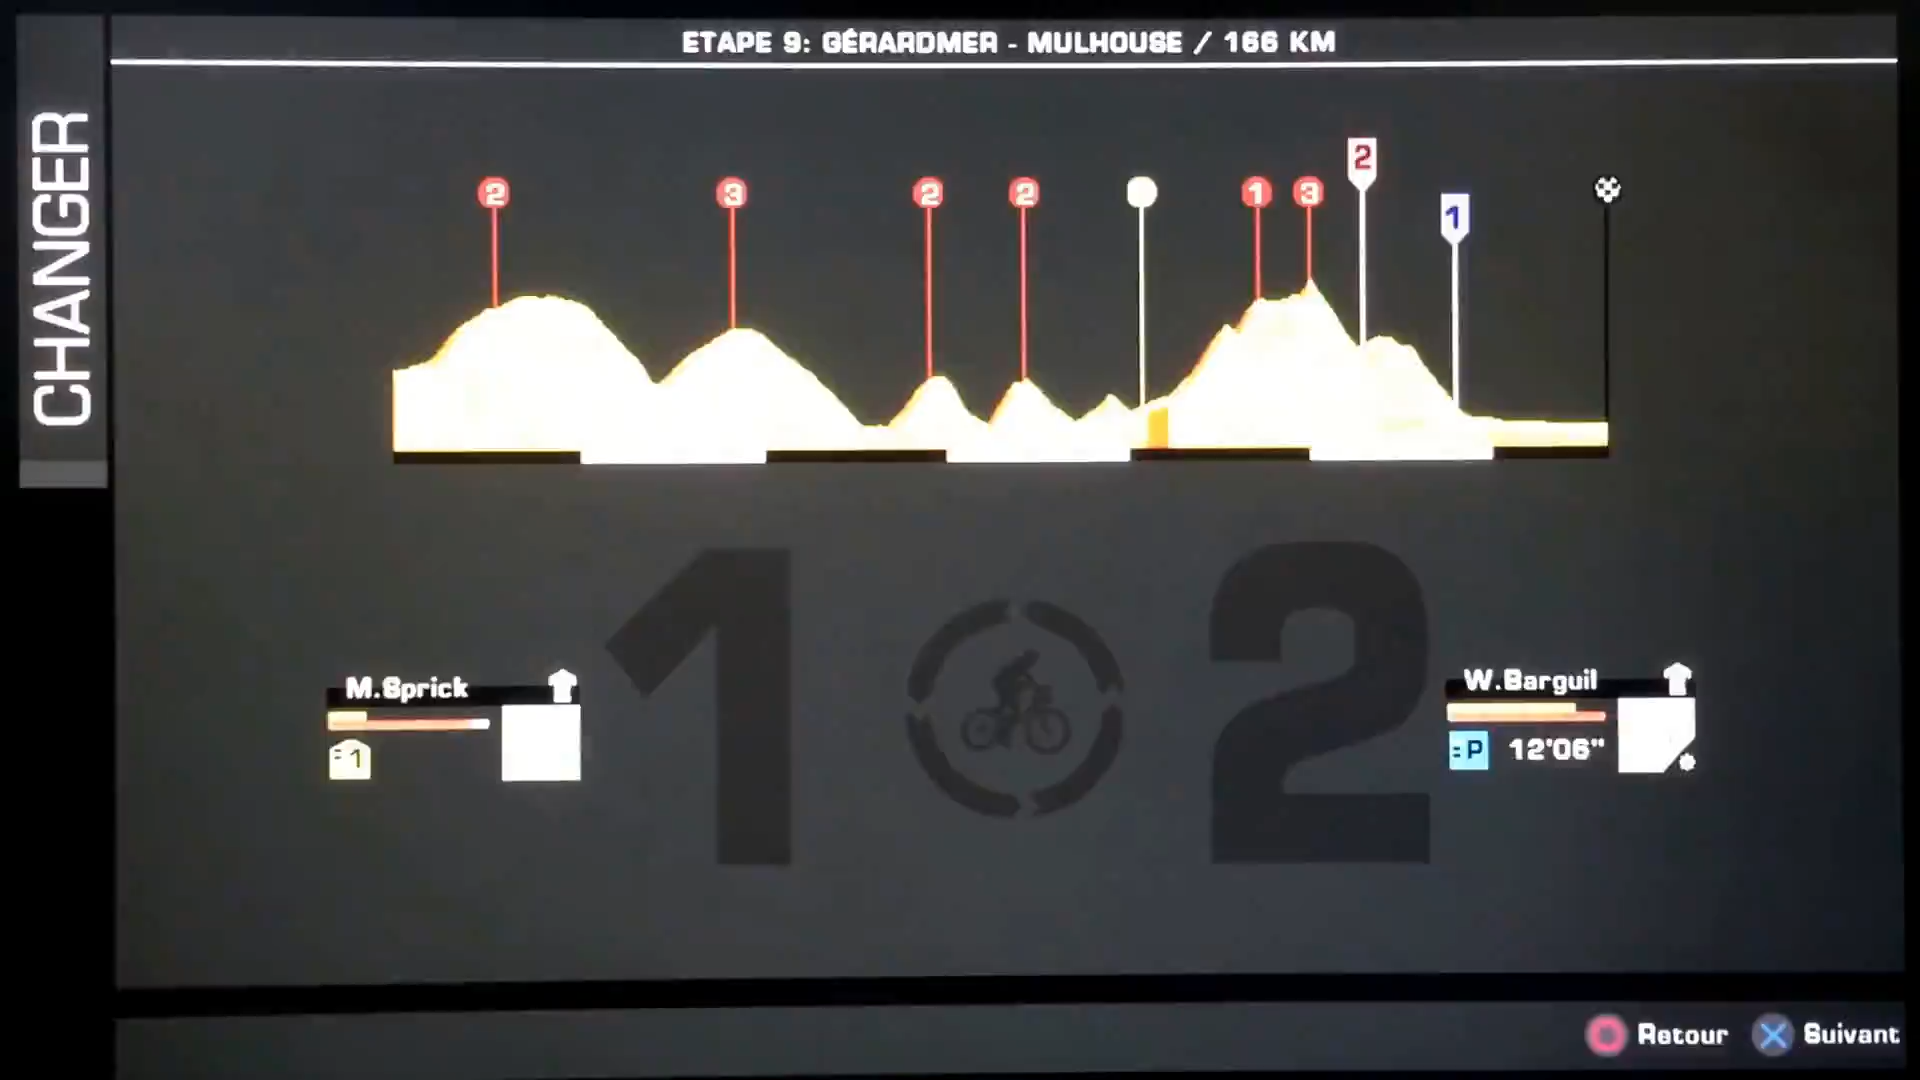 ETAPE 9: GÉRARDMER - MULHOUSE / 166 KM
CHANGER
2
3
2
2
1
3
2
1
1
2
M.Sprick
1
W.Barguil
P 12'06"
Retour
Suivant